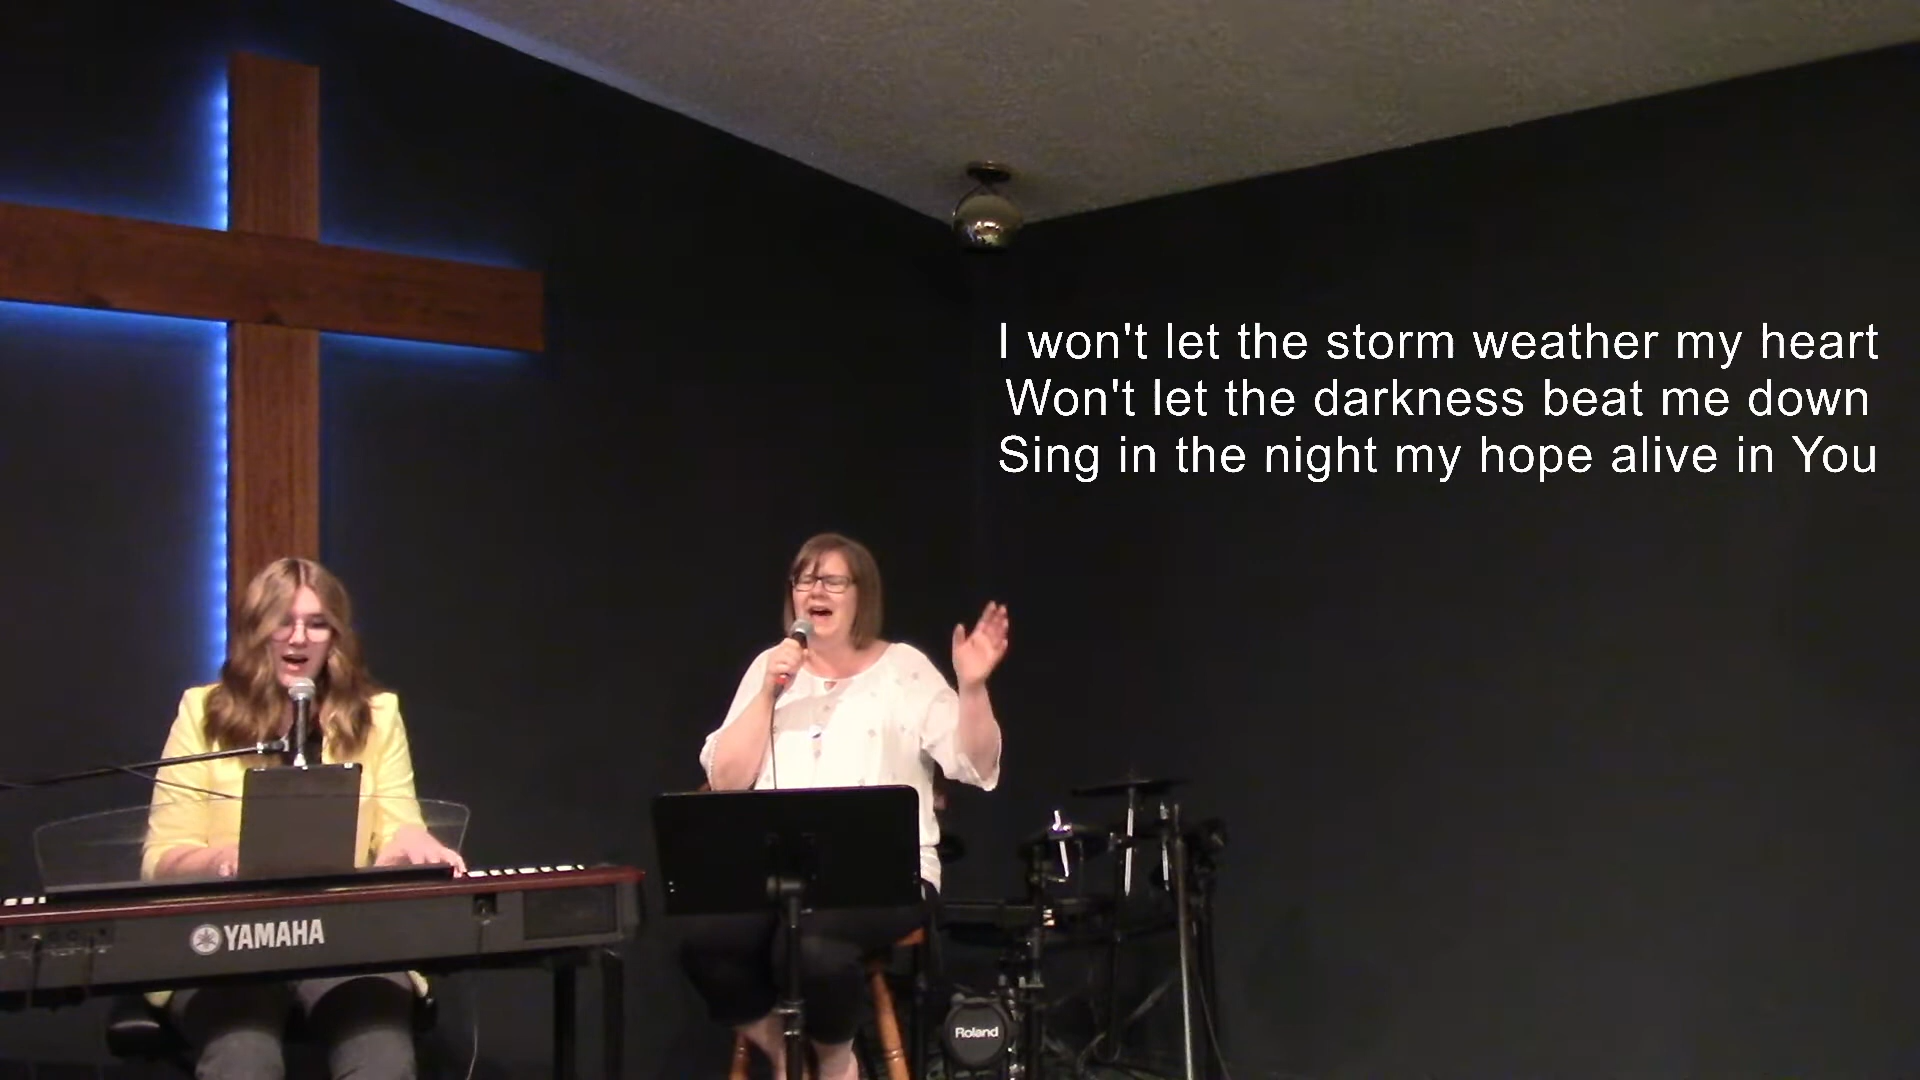 I won't let the storm weather my heart
Won't let the darkness beat me down
Sing in the night my hope alive in You
YAMAHA
Roland